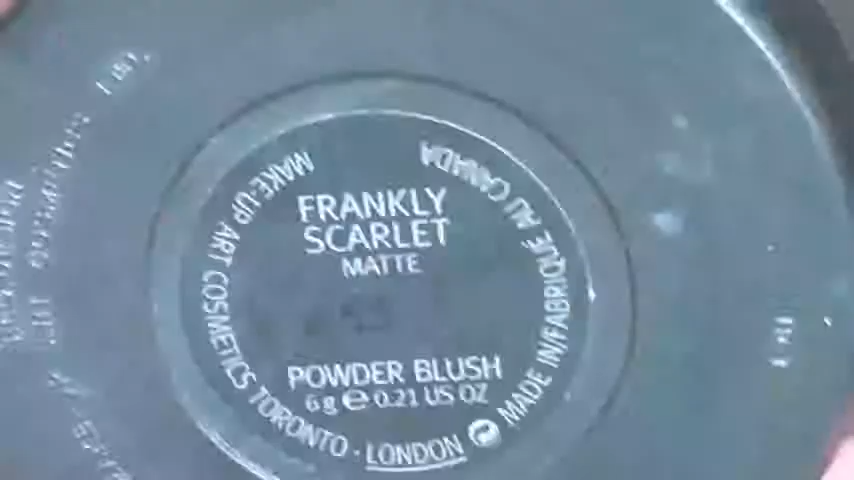 FRANKLY
SCARLET
MATTE
POWDER BLUSH
6 g e 0.21 US OZ
MAKE-UP ART COSMETICS TORONTO · LONDON
MADE IN/FABRIQUÉ AU CANADA